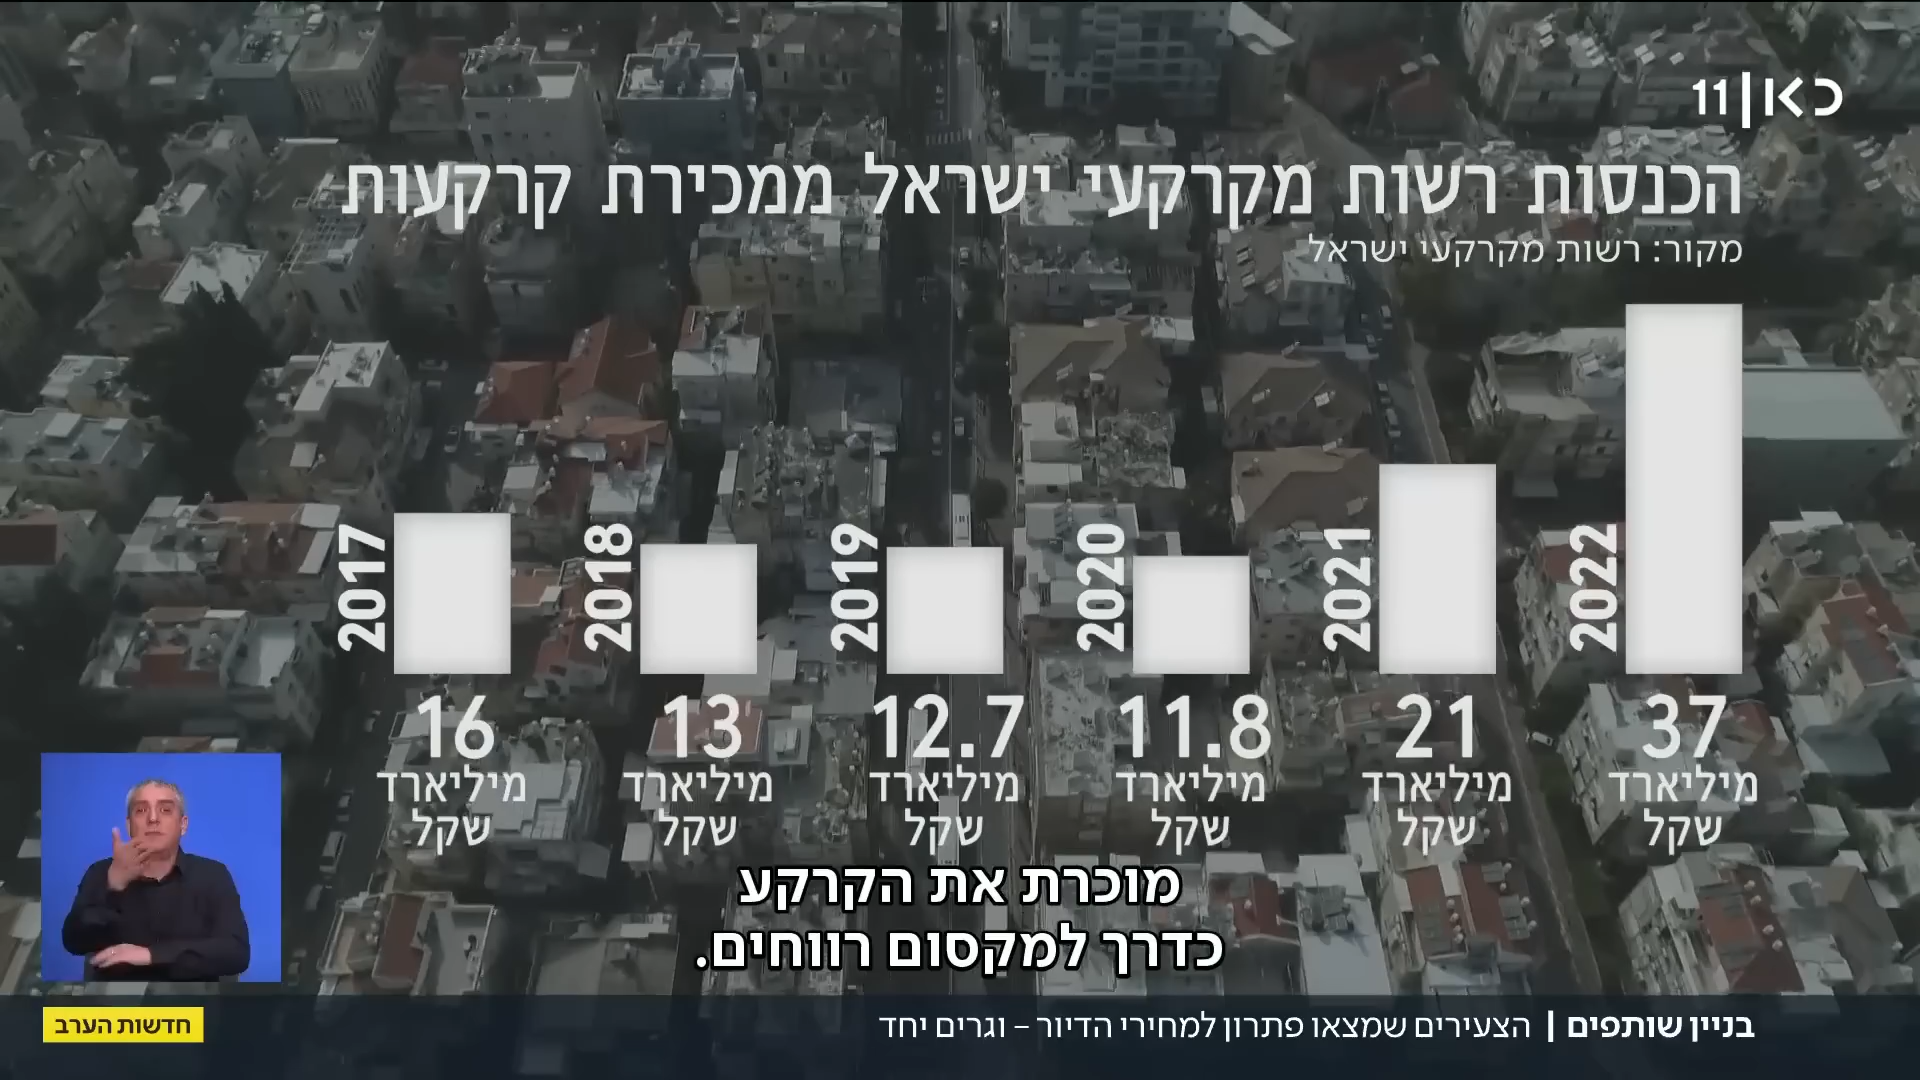 כאן 11
הכנסות רשות מקרקעי ישראל ממכירת קרקעות
מקור: רשות מקרקעי ישראל
2017
16
מיליארד
שקל
2018
13
מיליארד
שקל
2019
12.7
מיליארד
שקל
2020
11.8
מיליארד
שקל
2021
21
מיליארד
שקל
2022
37
מיליארד
שקל
מוכרת את הקרקע
כדרך למקסום רווחים.
בניין שותפים | הצעירים שמצאו פתרון למחירי הדיור – וגרים יחד
חדשות הערב